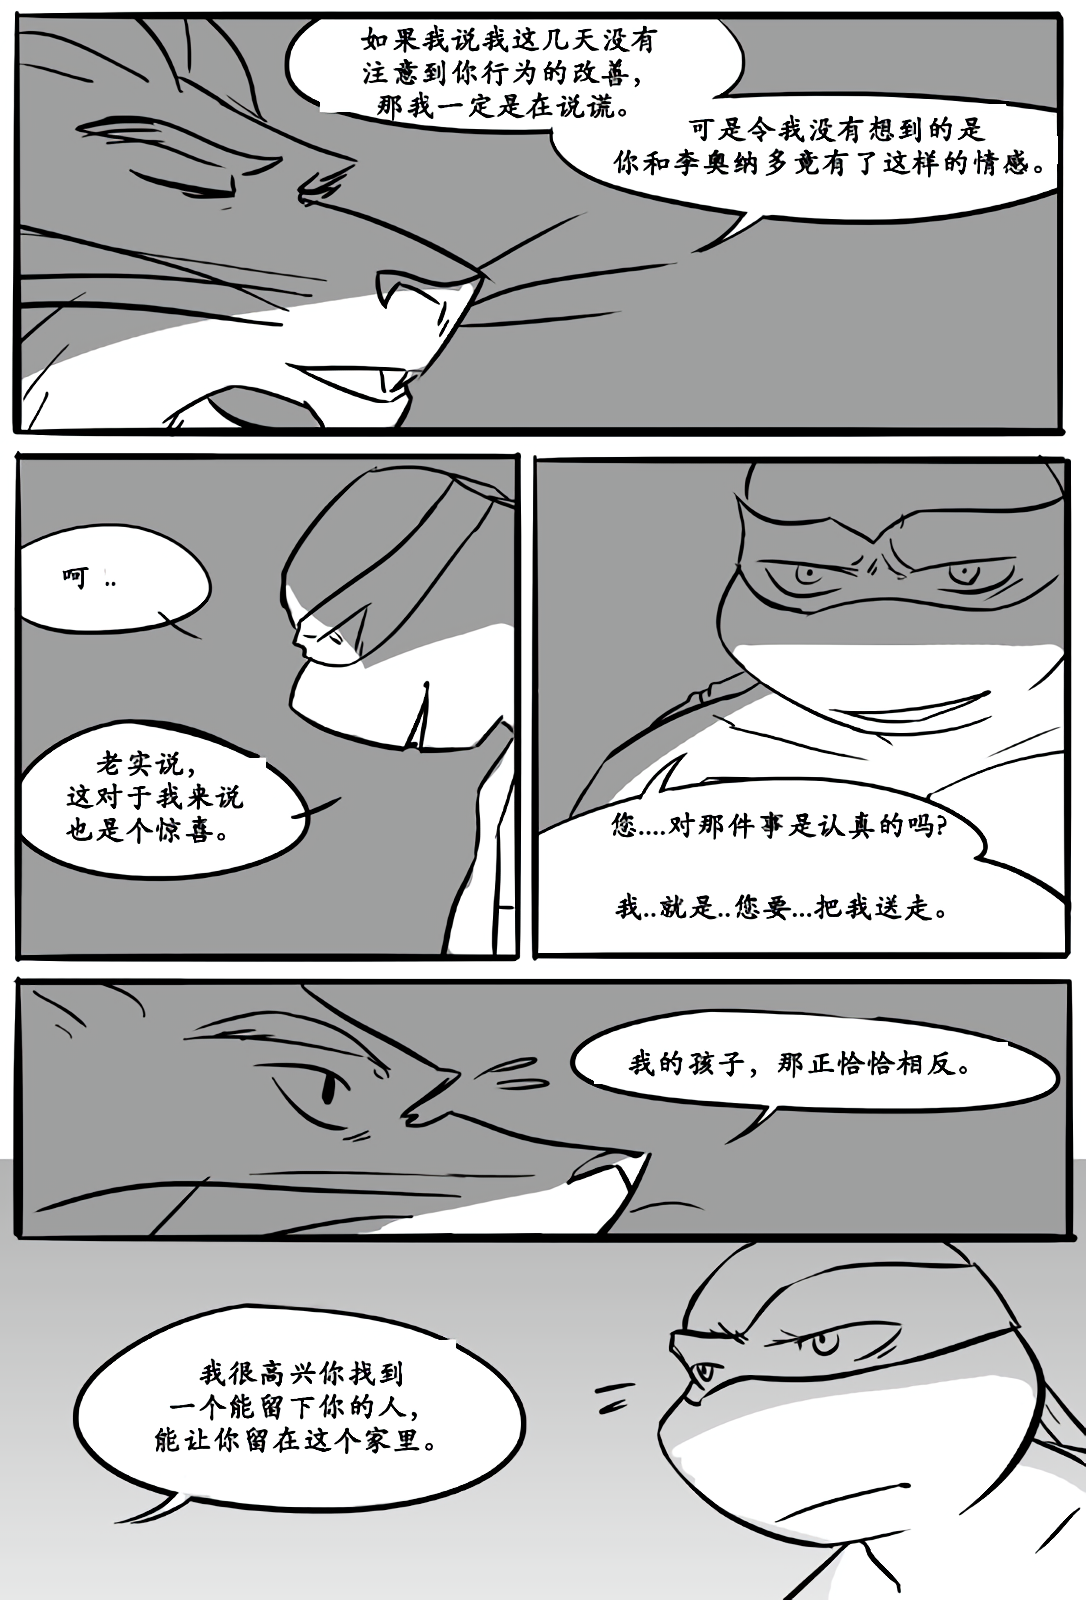 如果我说我这几天没有
注意到你行为的改善，
那我一定是在说谎。
可是令我没有想到的是
你和李奥纳多竟有了这样的情感。
呵 ..
老实说，
这对于我来说
也是个惊喜。
您....对那件事是认真的吗?
我..就是..您要...把我送走。
我的孩子，那正恰恰相反。
我很高兴你找到
一个能留下你的人，
能让你留在这个家里。